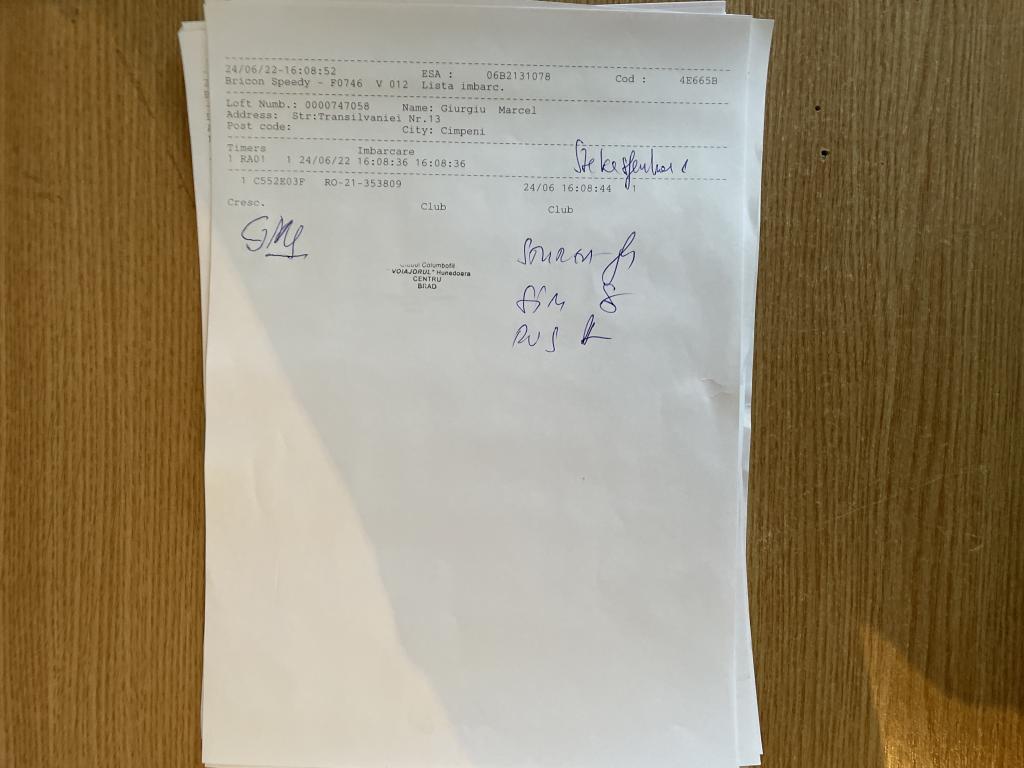 24/06/22-16:08:52 ESA : 06B2131078 Cod : 4E665B
Bricon Speedy - F0746 V 012 Lista imbarc.
Loft Numb.: 0000747058 Name: Giurgiu Marcel
Address: Str:Transilvaniei Nr.13
Post code: City: Cimpeni
Timers Imbarcare
1 RA01 1 24/06/22 16:08:36 16:08:36
1 C552E03F RO-21-353809 24/06 16:08:44 1
Cresc. Club Club
Columbofil
"VOIAJORUL" Hunedoara
CENTRU
BRAD
RUS